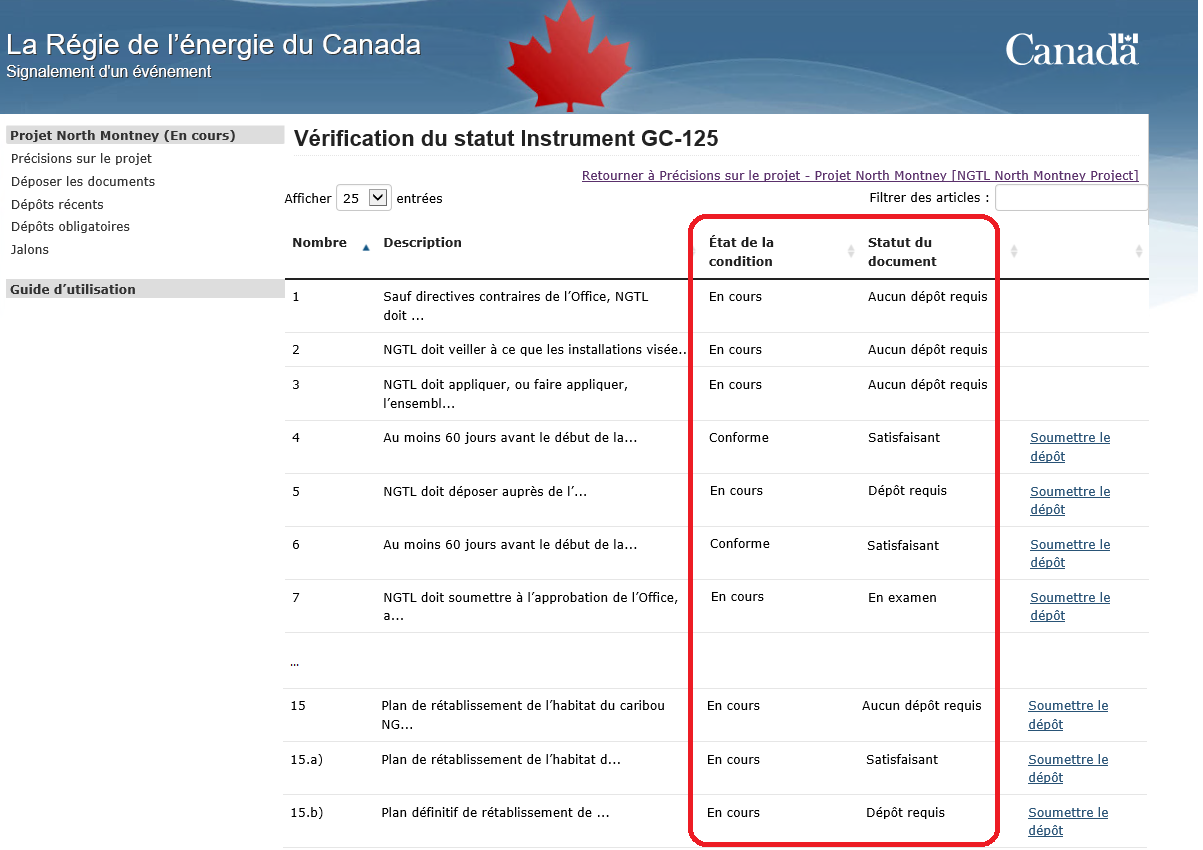 La Régie de l’énergie du Canada
Signalement d'un événement
Canada
Projet North Montney (En cours)
Précisions sur le projet
Déposer les documents
Dépôts récents
Dépôts obligatoires
Jalons
Guide d’utilisation
Vérification du statut Instrument GC-125
Retourner à Précisions sur le projet - Projet North Montney [NGTL North Montney Project]
Afficher 25 entrées
Filtrer des articles :
Nombre Description État de la condition Statut du document
1 Sauf directives contraires de l’Office, NGTL doit ... En cours Aucun dépôt requis
2 NGTL doit veiller à ce que les installations visée.. En cours Aucun dépôt requis
3 NGTL doit appliquer, ou faire appliquer, l’ensembl... En cours Aucun dépôt requis
4 Au moins 60 jours avant le début de la... Conforme Satisfaisant Soumettre le dépôt
5 NGTL doit déposer auprès de l’... En cours Dépôt requis Soumettre le dépôt
6 Au moins 60 jours avant le début de la... Conforme Satisfaisant Soumettre le dépôt
7 NGTL doit soumettre à l’approbation de l’Office, a... En cours En examen Soumettre le dépôt
...
15 Plan de rétablissement de l’habitat du caribou NG... En cours Aucun dépôt requis Soumettre le dépôt
15.a) Plan de rétablissement de l’habitat d... En cours Satisfaisant Soumettre le dépôt
15.b) Plan définitif de rétablissement de ... En cours Dépôt requis Soumettre le dépôt